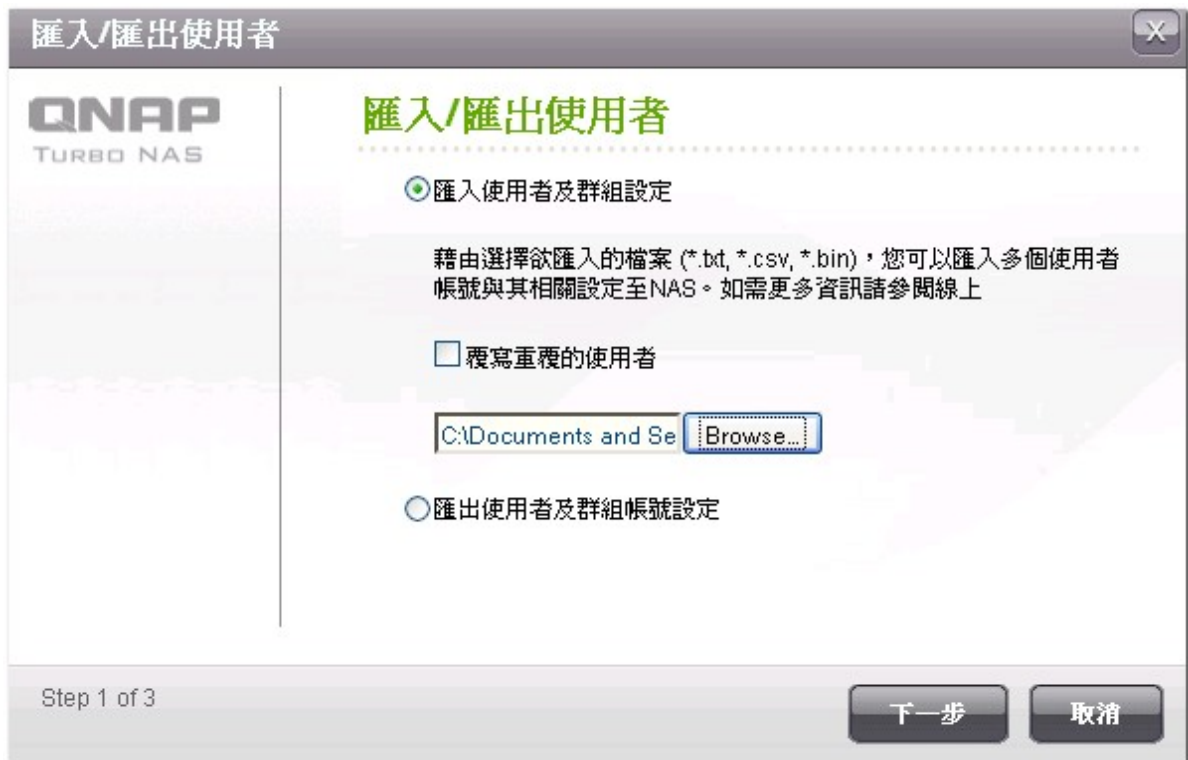 匯入/匯出使用者
QNAP
TURBO NAS
匯入/匯出使用者
匯入使用者及群組設定
藉由選擇欲匯入的檔案 (*.txt, *.csv, *.bin)，您可以匯入多個使用者
帳號與其相關設定至NAS。如需更多資訊請參閱線上
覆寫重覆的使用者
C:\Documents and Se Browse...
匯出使用者及群組帳號設定
Step 1 of 3
下一步 取消